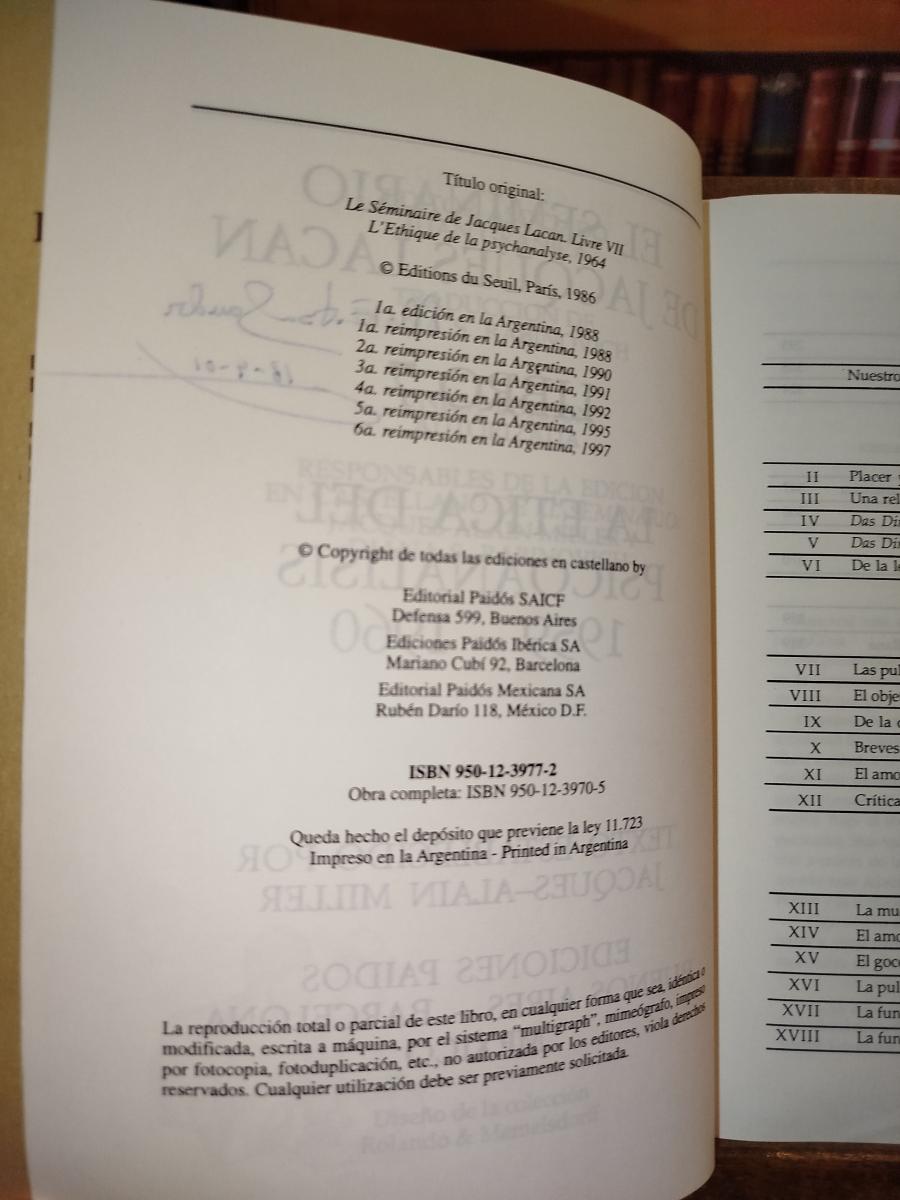 Título original:
Le Séminaire de Jacques Lacan. Livre VII
L'Ethique de la psychanalyse, 1964
© Editions du Seuil, París, 1986
1a. edición en la Argentina, 1988
1a. reimpresión en la Argentina, 1988
2a. reimpresión en la Argentina, 1990
3a. reimpresión en la Argentina, 1991
4a. reimpresión en la Argentina, 1992
5a. reimpresión en la Argentina, 1995
6a. reimpresión en la Argentina, 1997
© Copyright de todas las ediciones en castellano by
Editorial Paidós SAICF
Defensa 599, Buenos Aires
Ediciones Paidós Ibérica SA
Mariano Cubí 92, Barcelona
Editorial Paidós Mexicana SA
Rubén Darío 118, México D.F.
ISBN 950-12-3977-2
Obra completa: ISBN 950-12-3970-5
Queda hecho el depósito que previene la ley 11.723
Impreso en la Argentina - Printed in Argentina
La reproducción total o parcial de este libro, en cualquier forma que sea, idéntica o
modificada, escrita a máquina, por el sistema "multigraph", mimeógrafo, impreso
por fotocopia, fotoduplicación, etc., no autorizada por los editores, viola derechos
reservados. Cualquier utilización debe ser previamente solicitada.
Nuestro
II Placer
III Una rel
IV Das Di
V Das Di
VI De la l
VII Las pul
VIII El obje
IX De la
X Breves
XI El amo
XII Crítica
XIII La mu
XIV El amo
XV El goc
XVI La pul
XVII La fun
XVIII La fun